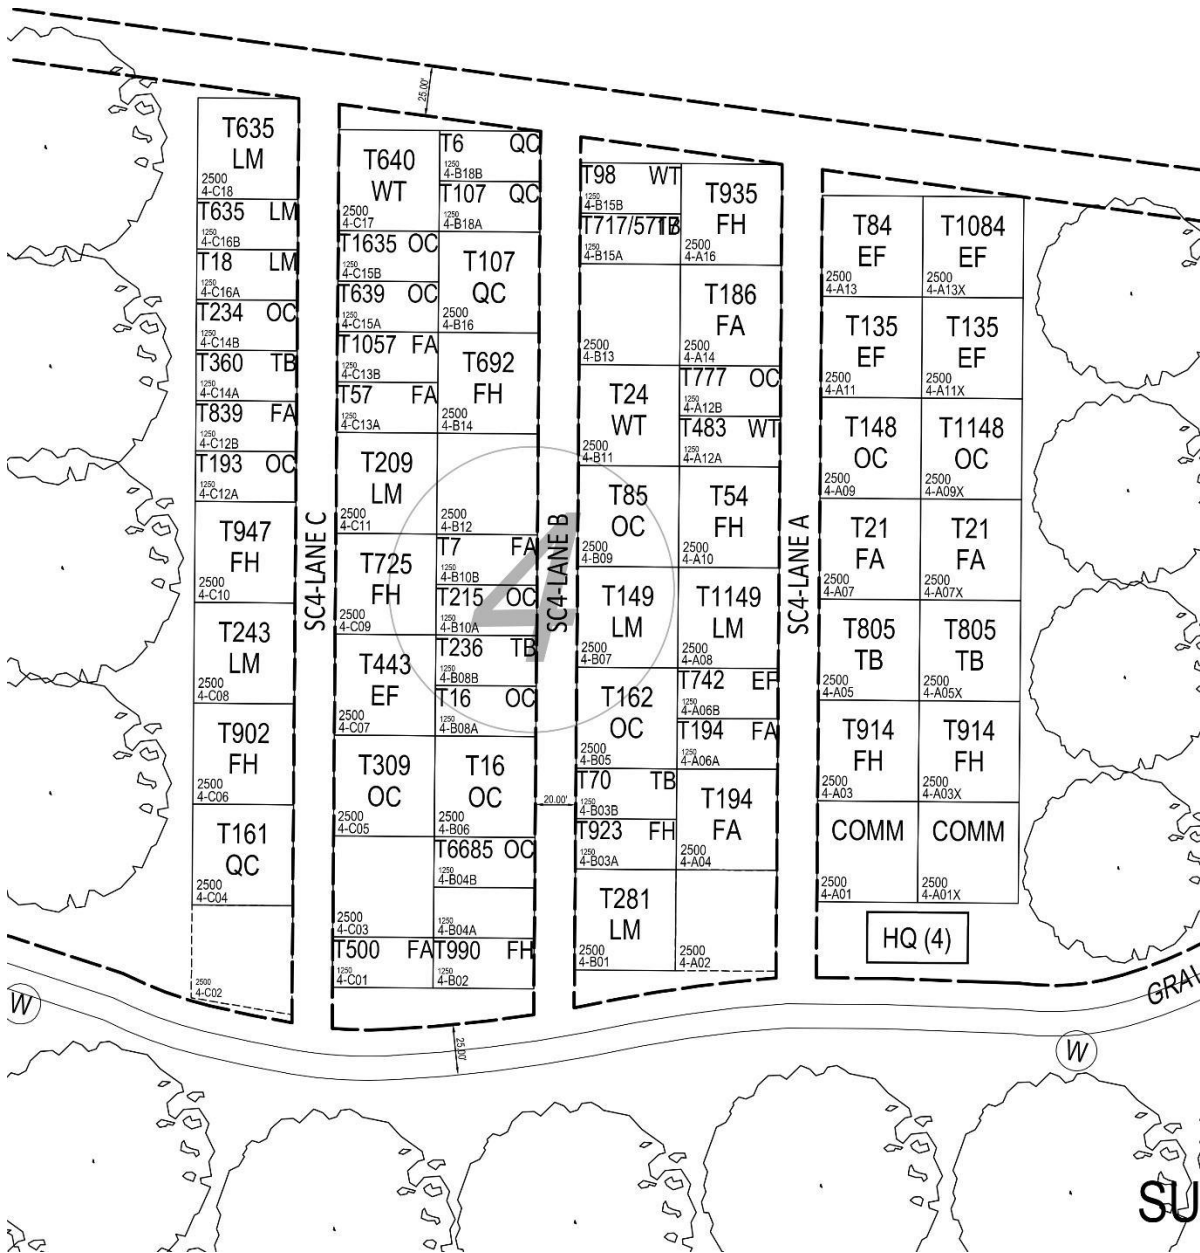 25.00'
T635
LM
2500
4-C18
T635 LM
1250
4-C16B
T18 LM
1250
4-C16A
T234 OC
1250
4-C14B
T360 TB
1250
4-C14A
T839 FA
1250
4-C12B
T193 OC
1250
4-C12A
T947
FH
2500
4-C10
T243
LM
2500
4-C08
T902
FH
2500
4-C06
T161
QC
2500
4-C04
2500
4-C02
SC4-LANE C
T640
WT
2500
4-C17
T1635 OC
1250
4-C15B
T639 OC
1250
4-C15A
T1057 FA
1250
4-C13B
T57 FA
1250
4-C13A
T209
LM
2500
4-C11
T725
FH
2500
4-C09
T443
EF
2500
4-C07
T309
OC
2500
4-C05
2500
4-C03
T500 FA
1250
4-C01
T6 QC
1250
4-B18B
T107 QC
1250
4-B18A
T107
QC
2500
4-B16
T692
FH
2500
4-B14
2500
4-B12
T7 FA
1250
4-B10B
T215 OC
1250
4-B10A
T236 TB
1250
4-B08B
T16 OC
1250
4-B08A
T16
OC
2500
4-B06
T6685 OC
1250
4-B04B
1250
4-B04A
T990 FH
1250
4-B02
4
SC4-LANE B
20.00'
T98 WT
1250
4-B15B
T717/571
1250
4-B15A
2500
4-B13
T24
WT
2500
4-B11
T85
OC
2500
4-B09
T149
LM
2500
4-B07
T162
OC
2500
4-B05
T70 TB
1250
4-B03B
T923 FH
1250
4-B03A
T281
LM
2500
4-B01
T935
FH
2500
4-A16
T186
FA
2500
4-A14
T777 OC
1250
4-A12B
T483 WT
1250
4-A12A
T54
FH
2500
4-A10
T1149
LM
2500
4-A08
T742 EF
1250
4-A06B
T194 FA
1250
4-A06A
T194
FA
2500
4-A04
2500
4-A02
SC4-LANE A
T84
EF
2500
4-A13
T1084
EF
2500
4-A13X
T135
EF
2500
4-A11
T135
EF
2500
4-A11X
T148
OC
2500
4-A09
T1148
OC
2500
4-A09X
T21
FA
2500
4-A07
T21
FA
2500
4-A07X
T805
TB
2500
4-A05
T805
TB
2500
4-A05X
T914
FH
2500
4-A03
T914
FH
2500
4-A03X
COMM
2500
4-A01
COMM
2500
4-A01X
HQ (4)
GRAV
W
25.00'
W
SU